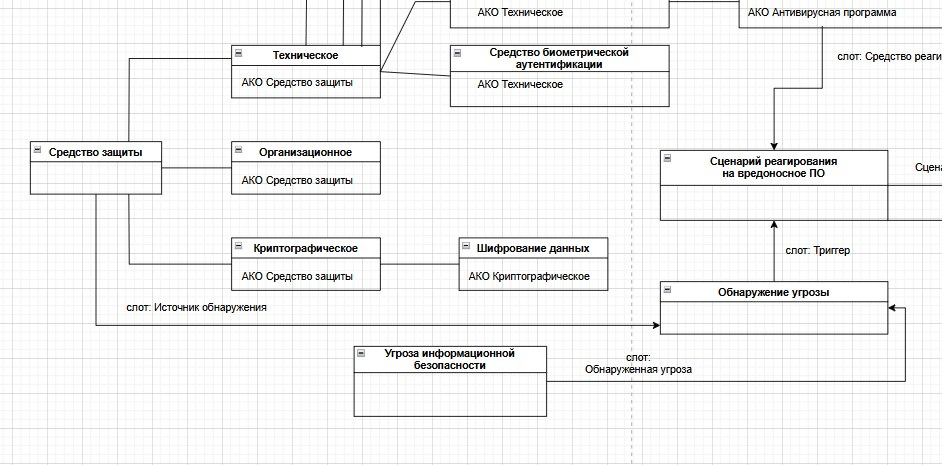 АКО Техническое
АКО Антивирусная программа
слот: Средство реаги
Техническое
АКО Средство защиты
Средство биометрической
аутентификации
АКО Техническое
Средство защиты
Организационное
АКО Средство защиты
Сценарий реагирования
на вредоносное ПО
Сцена
Криптографическое
АКО Средство защиты
Шифрование данных
АКО Криптографическое
слот: Триггер
Обнаружение угрозы
слот: Источник обнаружения
Угроза информационной
безопасности
слот:
Обнаруженная угроза